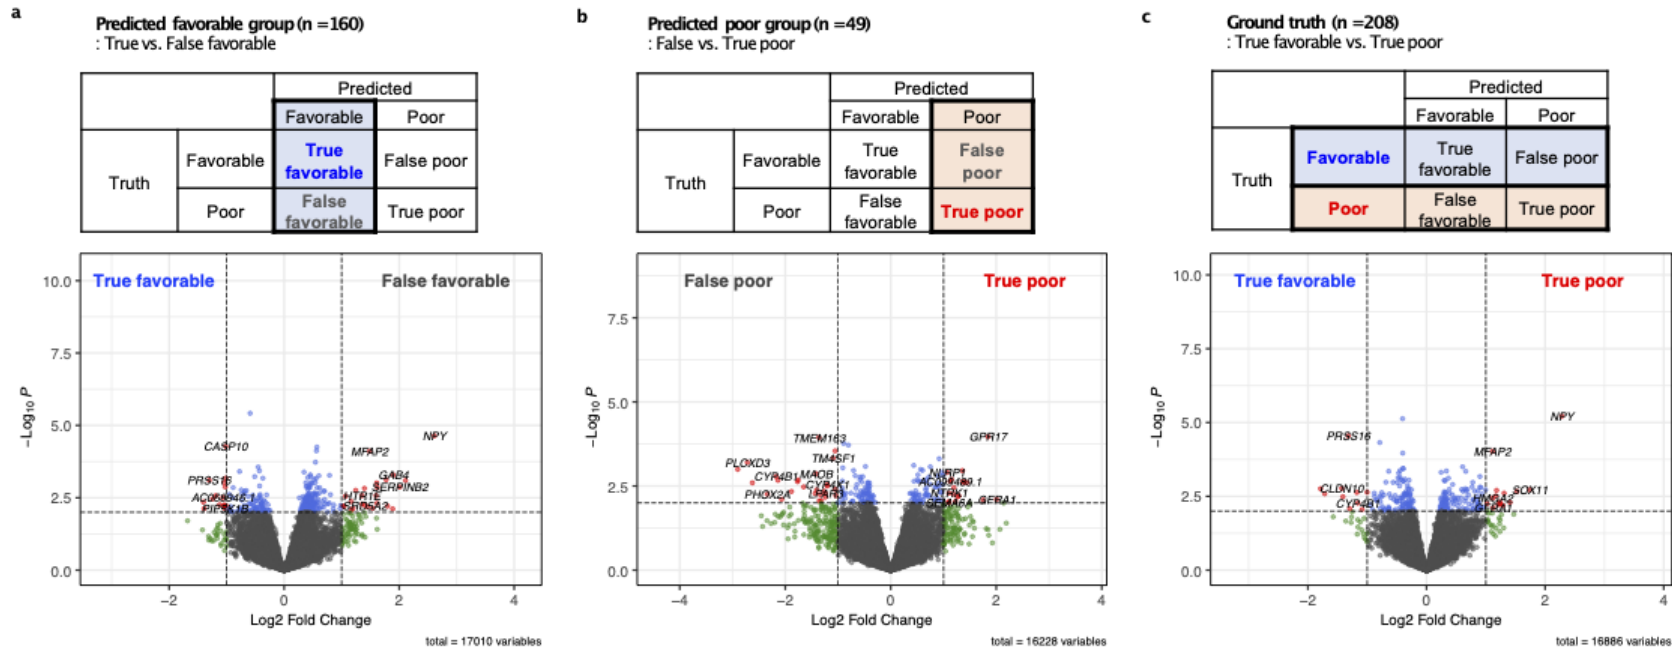 a
Predicted favorable group (n =160)
: True vs. False favorable
Predicted
Favorable
Poor
Truth
Favorable
True
favorable
False poor
Poor
False
favorable
True poor
True favorable
False favorable
CASP10
NPY
MFAP2
PRSS16
GAB4
SERPINB2
HTR1E
10.0
7.5
5.0
2.5
0.0
−Log10 P
−2
0
2
4
Log2 Fold Change
total = 17010 variables
b
Predicted poor group (n =49)
: False vs. True poor
Predicted
Favorable
Poor
Truth
Favorable
True
favorable
False
poor
Poor
False
favorable
True poor
False poor
True poor
TMEM163
GPR17
TM4SF1
PLCXD3
CYP4B1
MAOB
CYP4X1
PHOX2A
GFRA1
SEMA6A
7.5
5.0
2.5
0.0
−Log10 P
−4
−2
0
2
4
Log2 Fold Change
total = 16228 variables
c
Ground truth (n =208)
: True favorable vs. True poor
Predicted
Favorable
Poor
Truth
Favorable
True
favorable
False poor
Poor
False
favorable
True poor
True favorable
True poor
NPY
PRSS16
MFAP2
CLDN10
SOX11
HMGA2
CYP4B1
10.0
7.5
5.0
2.5
0.0
−Log10 P
−2
0
2
4
Log2 Fold Change
total = 16886 variables